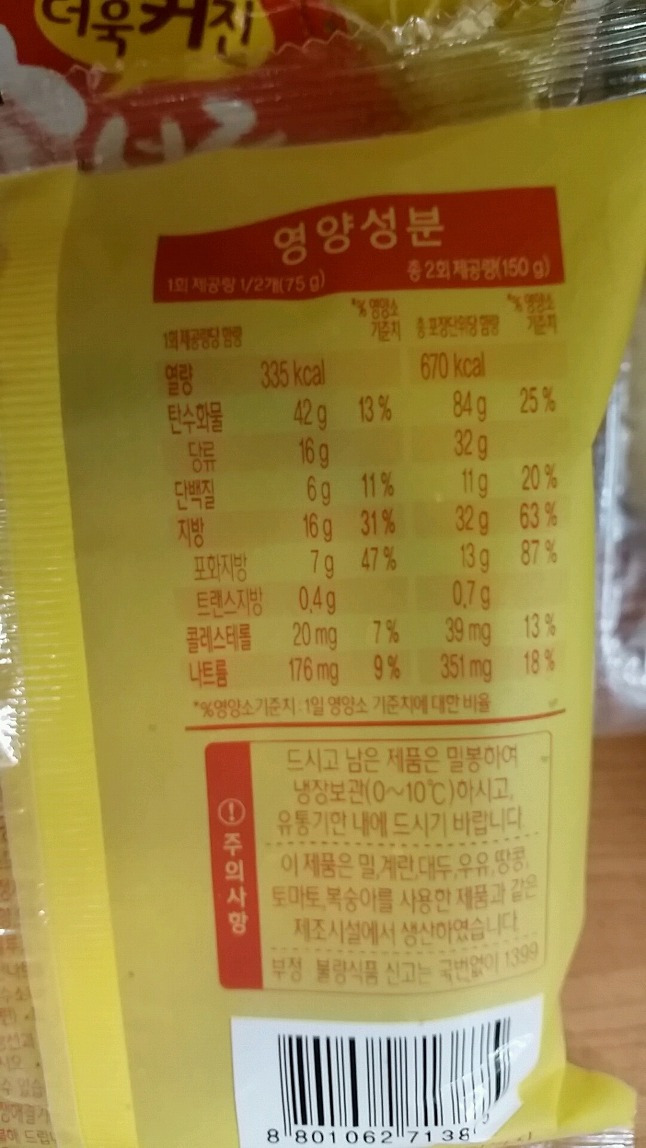 더욱커진
영양성분
1회 제공량 1/2개(75 g) 총 2회 제공량(150 g)
1회제공량당 함량 *% 영양소 기준치 총 포장단위당 함량 *% 영양소 기준치
열량 335 kcal 670 kcal
탄수화물 42 g 13 % 84 g 25 %
당류 16 g 32 g
단백질 6 g 11 % 11 g 20 %
지방 16 g 31 % 32 g 63 %
포화지방 7 g 47 % 13 g 87 %
트랜스지방 0.4 g 0.7 g
콜레스테롤 20 mg 7 % 39 mg 13 %
나트륨 176 mg 9 % 351 mg 18 %
*%영양소기준치 : 1일 영양소 기준치에 대한 비율
! 주의사항
드시고 남은 제품은 밀봉하여
냉장보관(0~10℃)하시고,
유통기한 내에 드시기 바랍니다.
이 제품은 밀,계란,대두,우유,땅콩,
토마토,복숭아를 사용한 제품과 같은
제조시설에서 생산하였습니다.
부정 불량식품 신고는 국번없이 1399
8 801062 7138